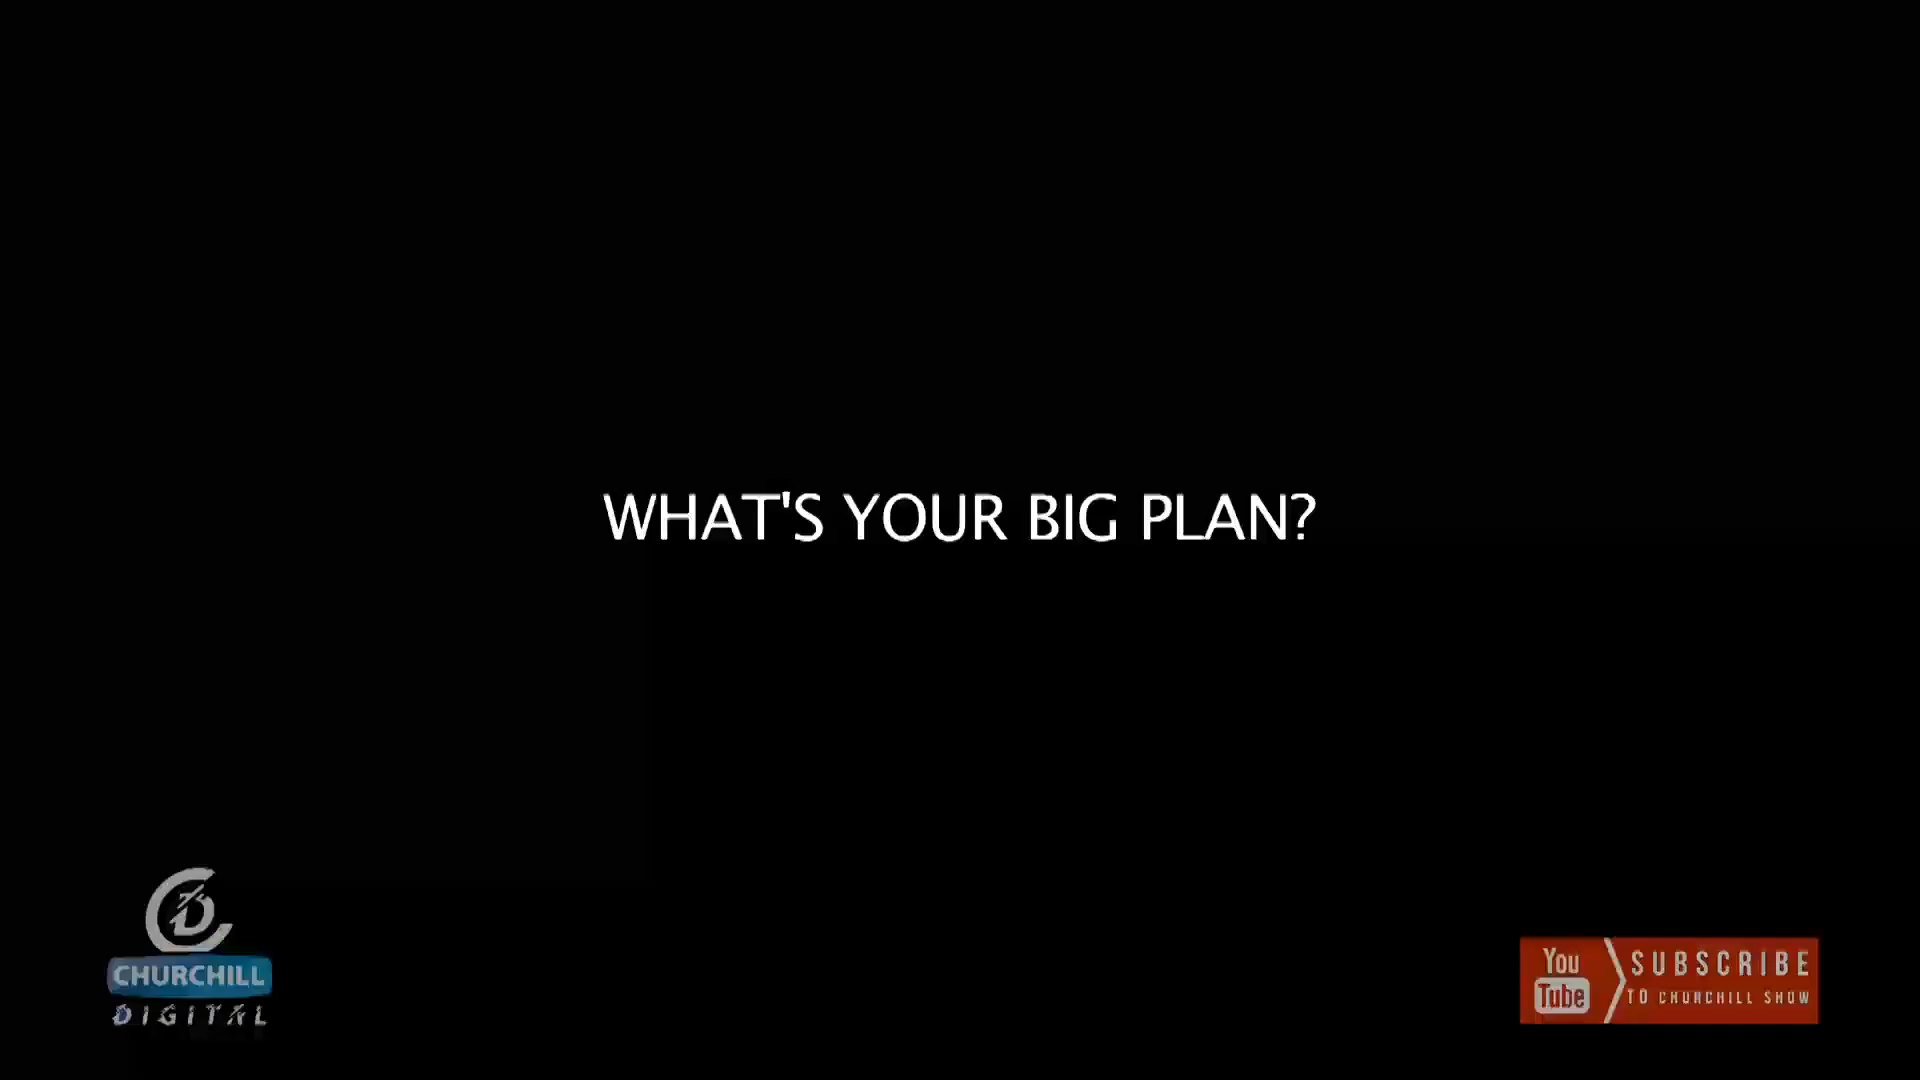 WHAT'S YOUR BIG PLAN?
CHURCHILL
DIGITAL
You
Tube
SUBSCRIBE
TO CHURCHILL SHOW